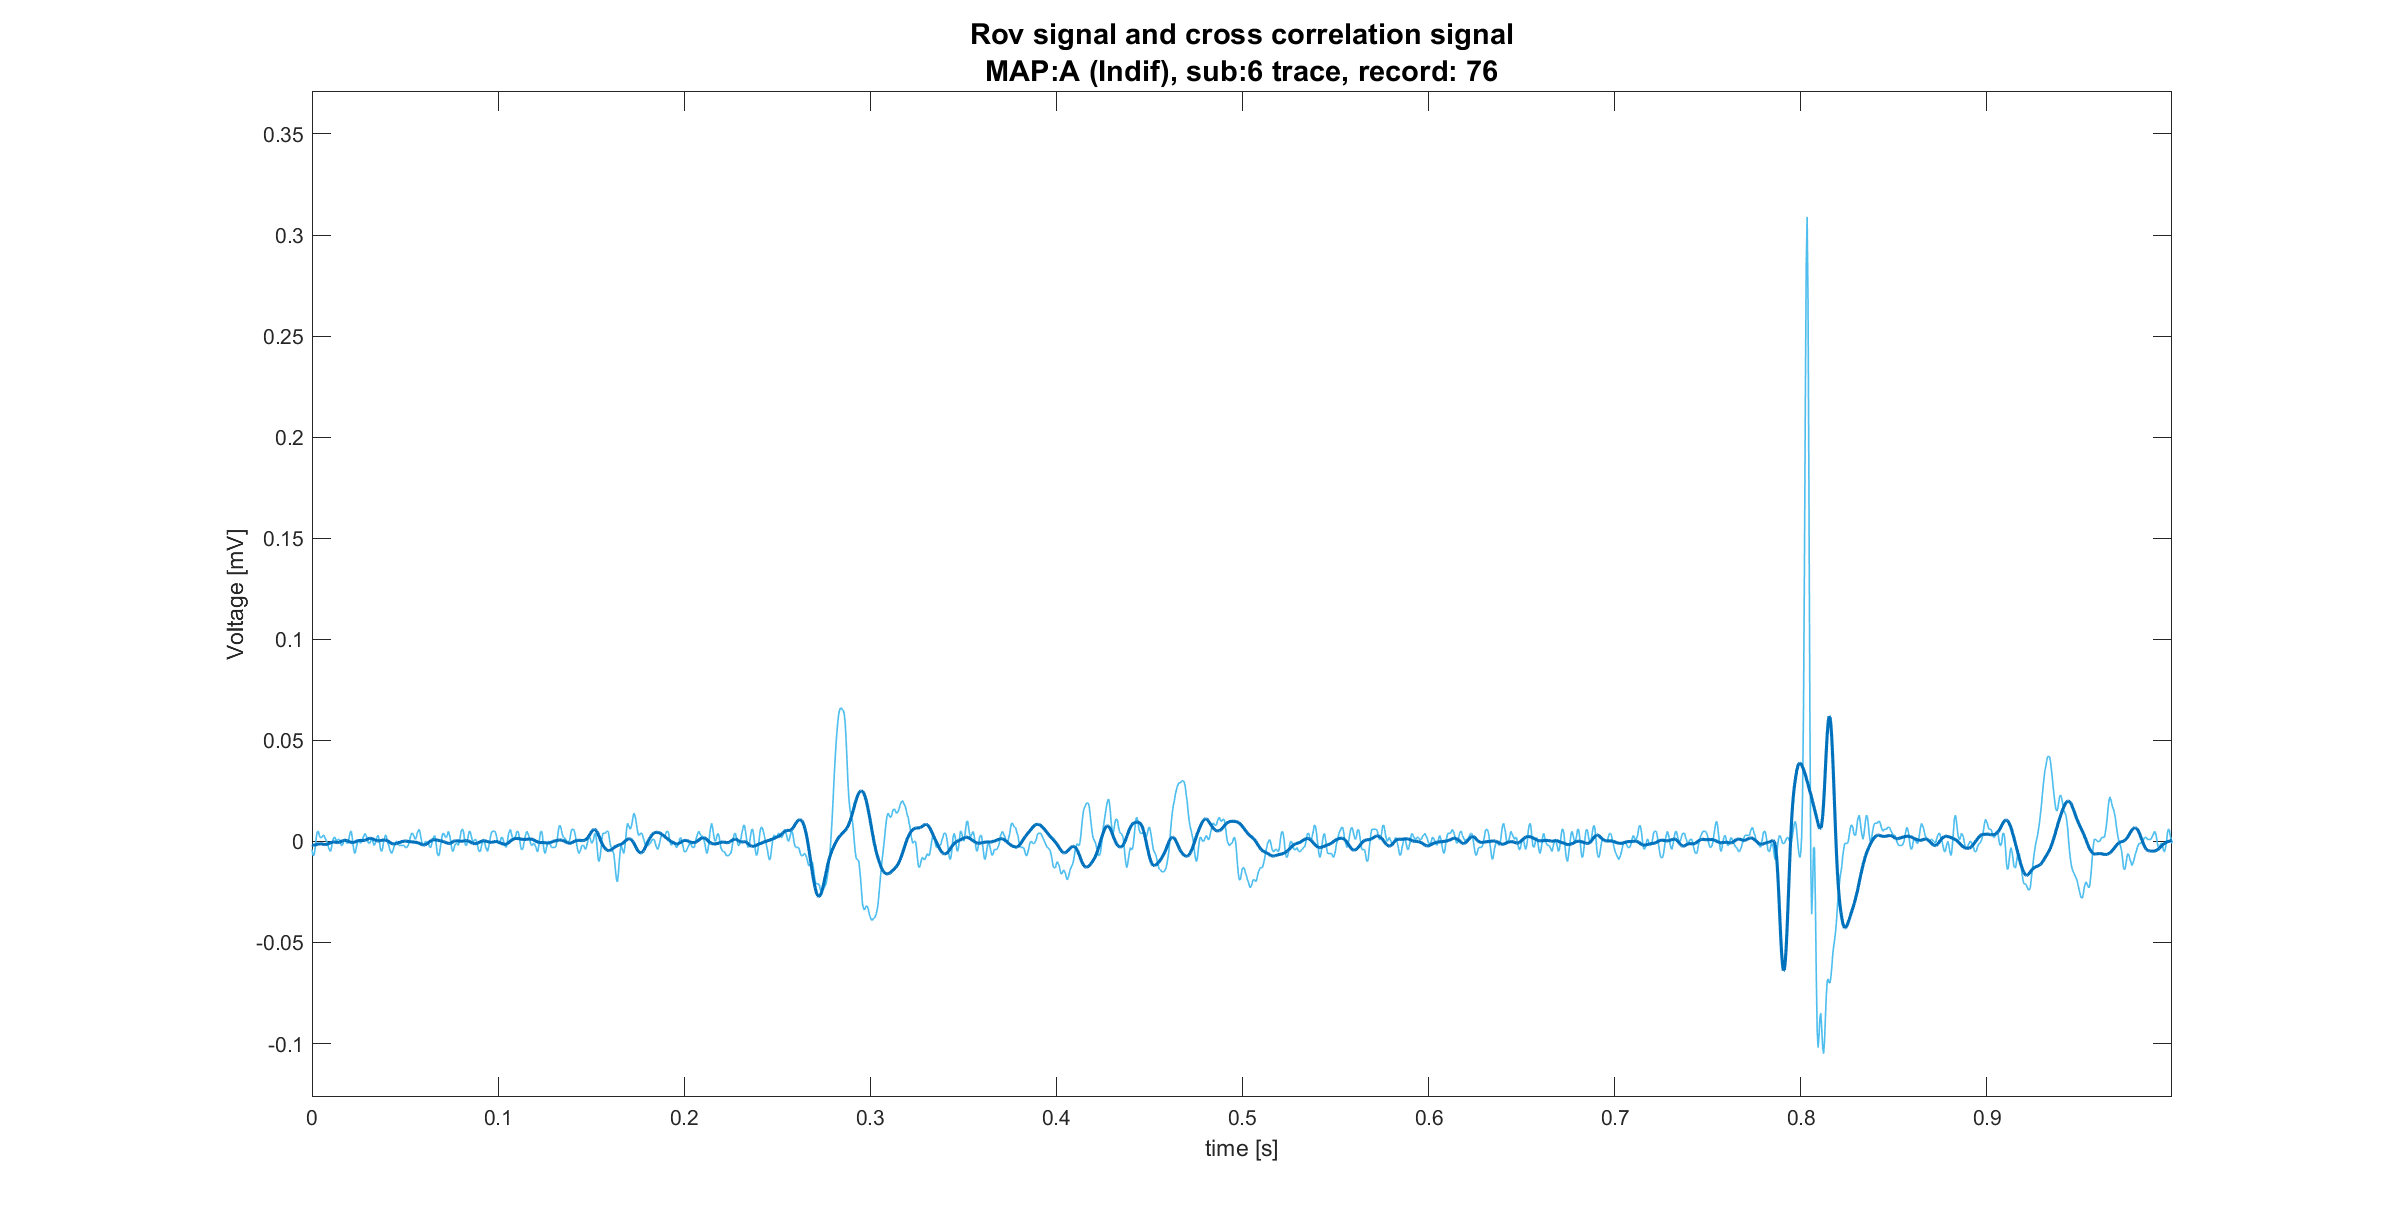 Rov signal and cross correlation signal
MAP:A (Indif), sub:6 trace, record: 76
0.35
0.3
0.25
0.2
0.15
0.1
0.05
0
-0.05
-0.1
Voltage [mV]
0 0.1 0.2 0.3 0.4 0.5 0.6 0.7 0.8 0.9
time [s]